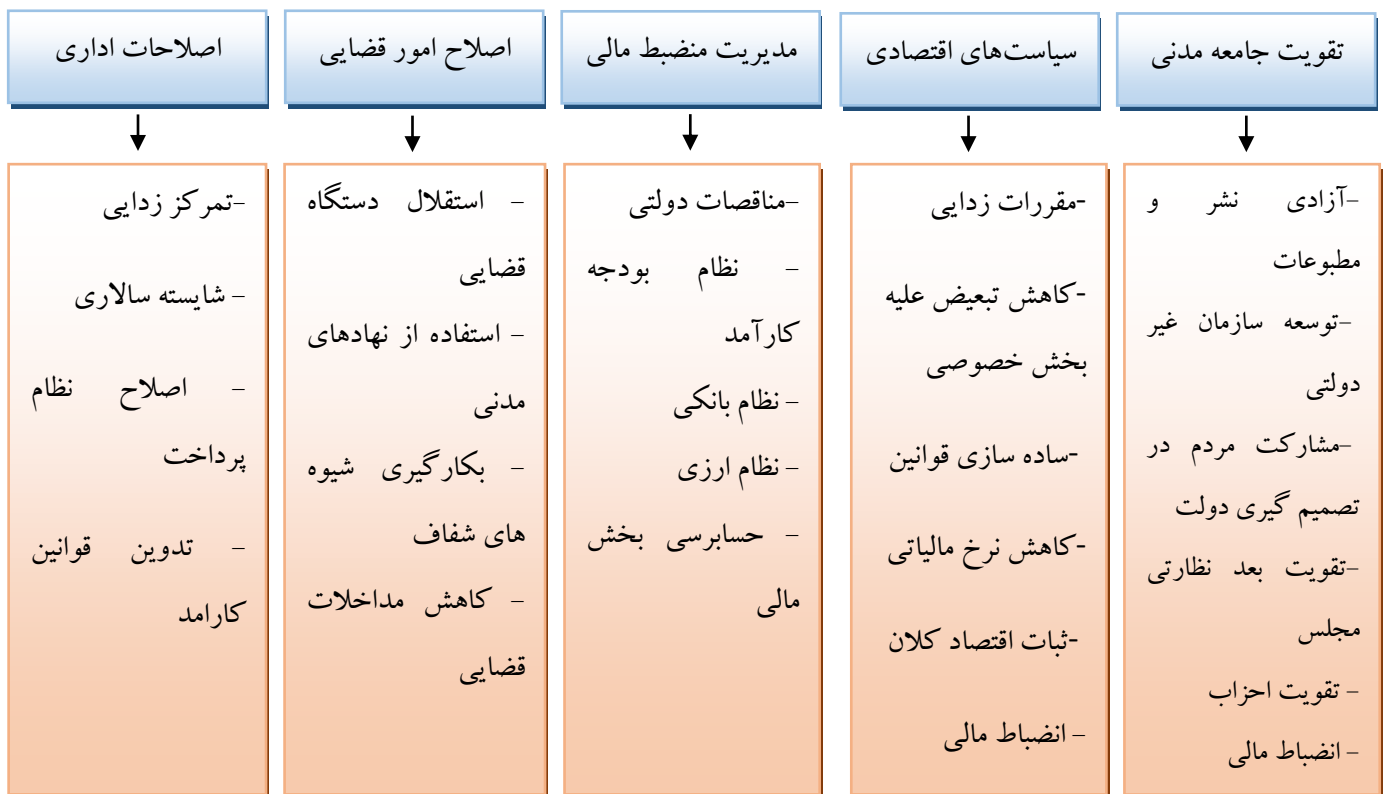 تقویت جامعه مدنی
سیاست‌های اقتصادی
مدیریت منضبط مالی
اصلاح امور قضایی
اصلاحات اداری
-آزادی نشر و
مطبوعات
-توسعه سازمان غیر
دولتی
-مشارکت مردم در
تصمیم گیری دولت
-تقویت بعد نظارتی
مجلس
- تقویت احزاب
- انضباط مالی
-مقررات زدایی
-کاهش تبعیض علیه
بخش خصوصی
-ساده سازی قوانین
-کاهش نرخ مالیاتی
-ثبات اقتصاد کلان
- انضباط مالی
-مناقصات دولتی
- نظام بودجه
کارآمد
- نظام بانکی
- نظام ارزی
- حسابرسی بخش
مالی
- استقلال دستگاه
قضایی
- استفاده از نهادهای
مدنی
- بکارگیری شیوه
های شفاف
- کاهش مداخلات
قضایی
-تمرکز زدایی
- شایسته سالاری
- اصلاح نظام
پرداخت
- تدوین قوانین
کارامد